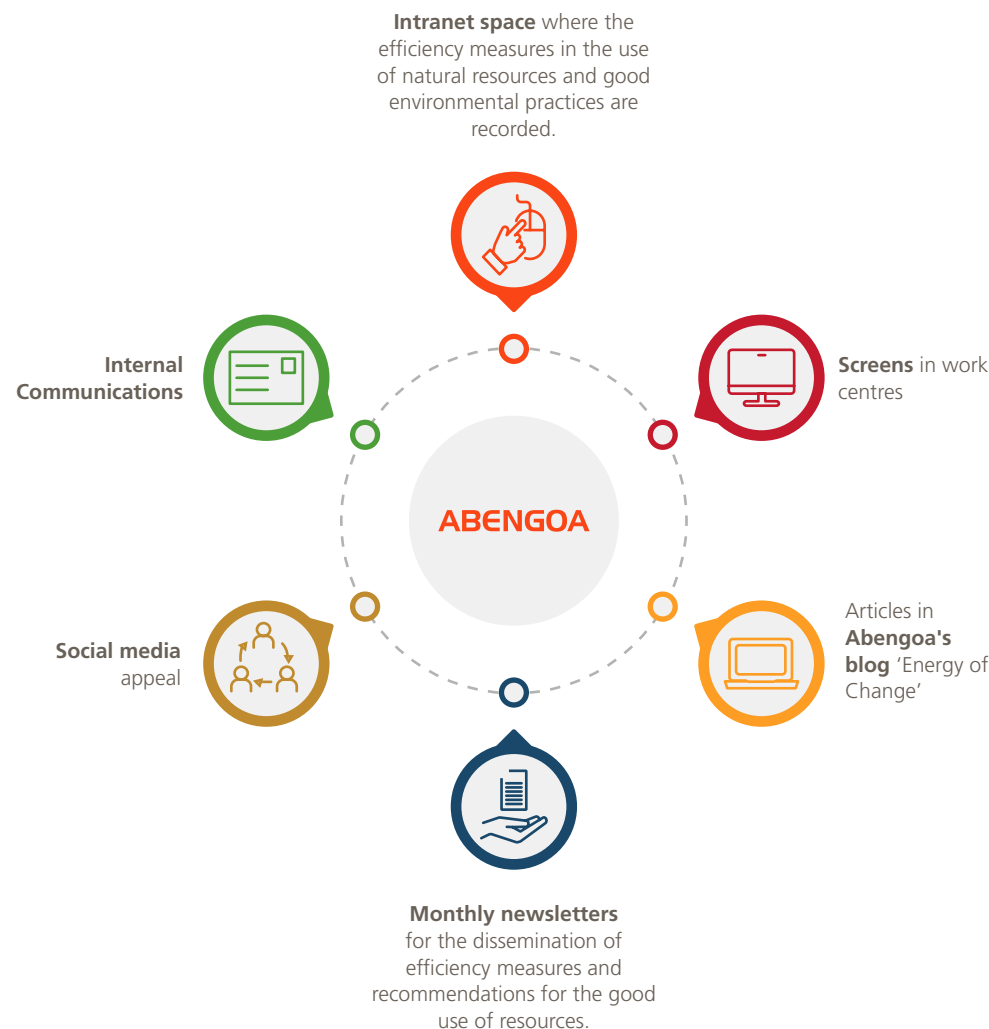 Intranet space where the
efficiency measures in the use
of natural resources and good
environmental practices are
recorded.
Internal
Communications
Screens in work
centres
ABENGOA
Social media
appeal
Articles in
Abengoa's
blog ‘Energy of
Change’
Monthly newsletters
for the dissemination of
efficiency measures and
recommendations for the good
use of resources.